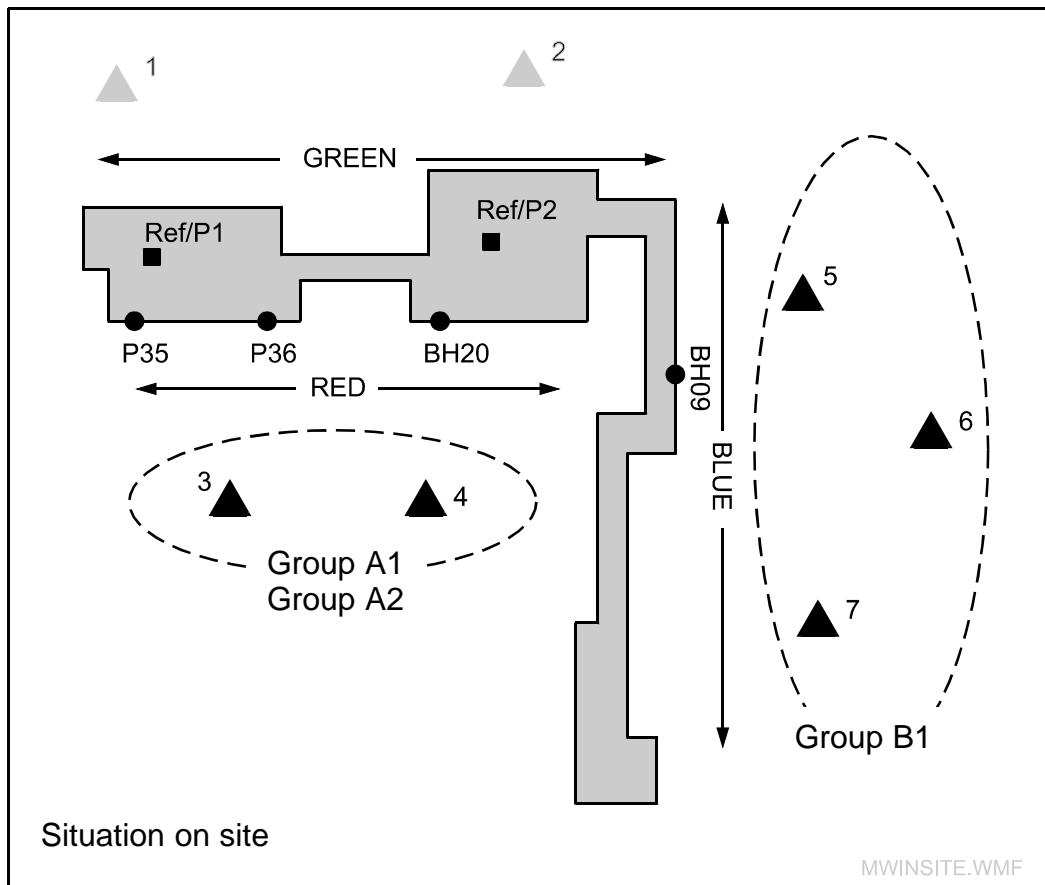 1
2
GREEN
Ref/P1
Ref/P2
5
P35
P36
BH20
BH09
RED
6
BLUE
3
4
Group A1
Group A2
7
Group B1
Situation on site
MWINSITE.WMF